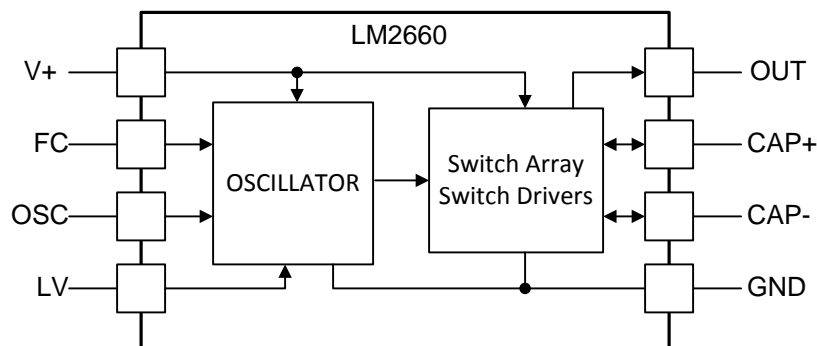 LM2660
V+
OUT
FC
CAP+
OSCILLATOR
Switch Array
Switch Drivers
OSC
CAP-
LV
GND